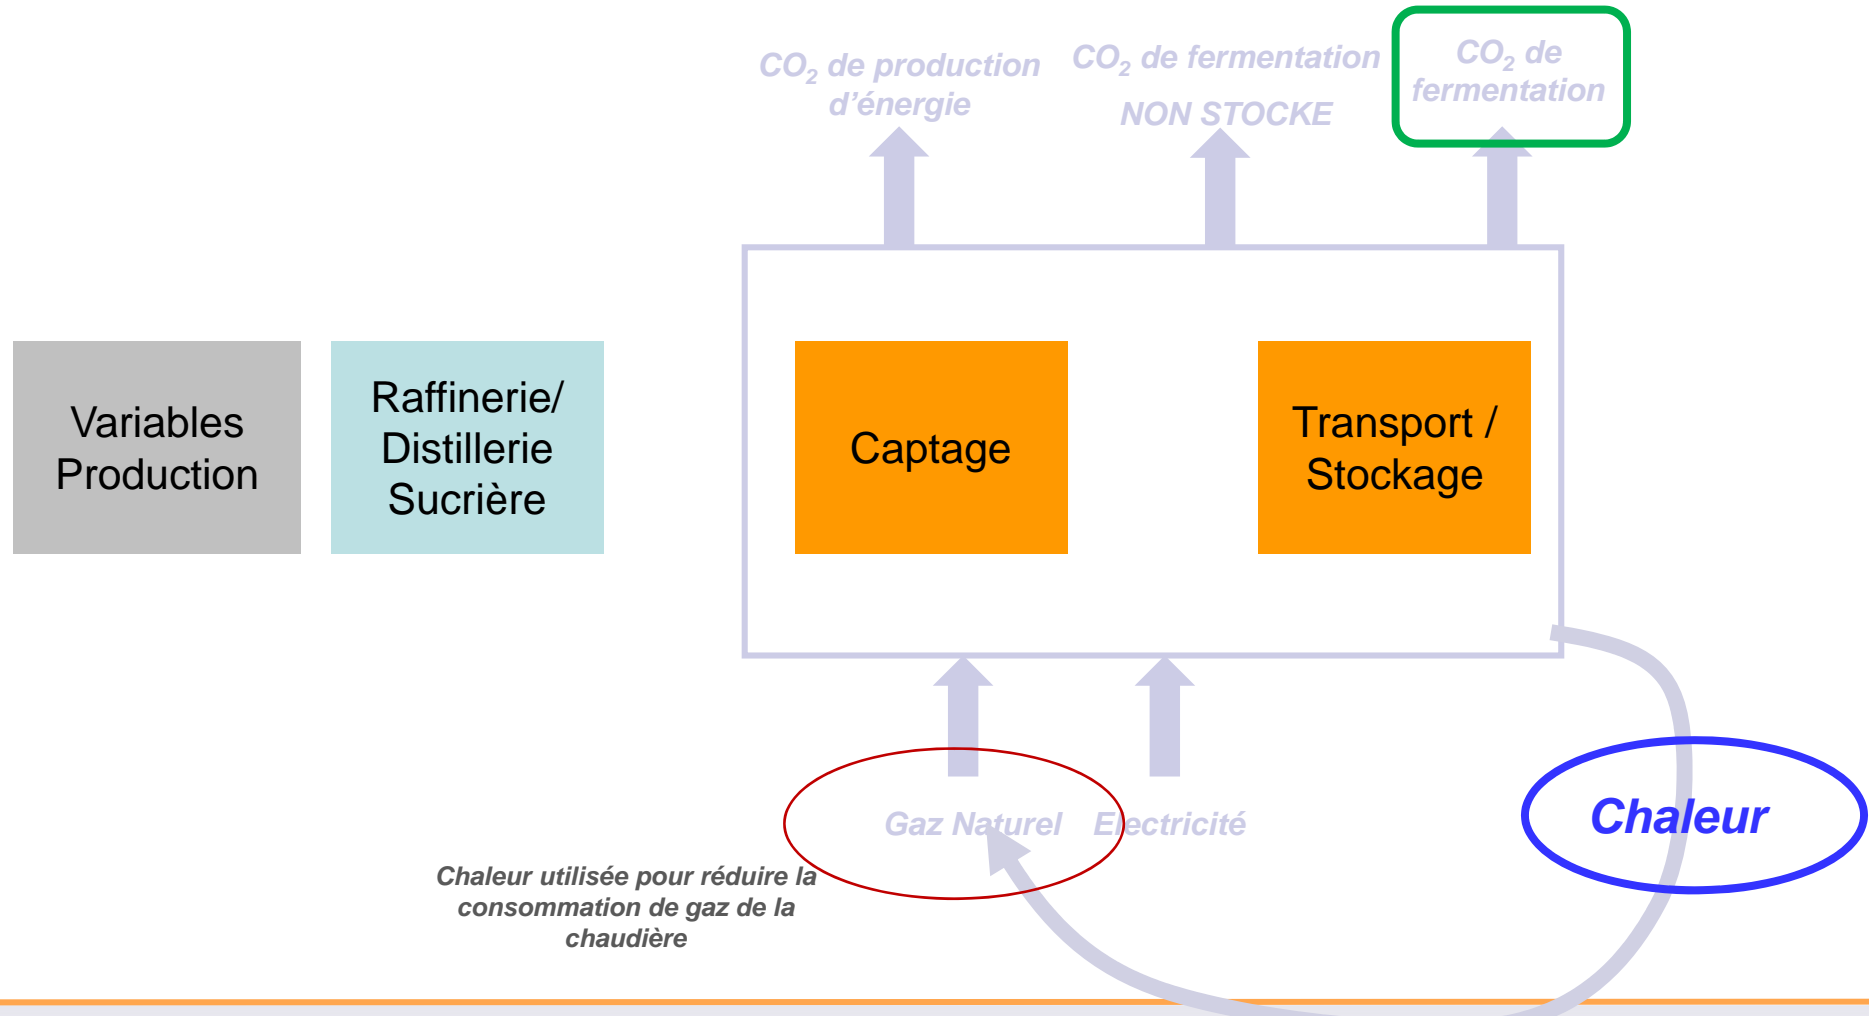 CO₂ de production
d’énergie
CO₂ de fermentation
NON STOCKE
CO₂ de
fermentation
Variables
Production
Raffinerie/
Distillerie
Sucrière
Captage
Transport /
Stockage
Gaz Naturel
Electricité
Chaleur
Chaleur utilisée pour réduire la
consommation de gaz de la
chaudière